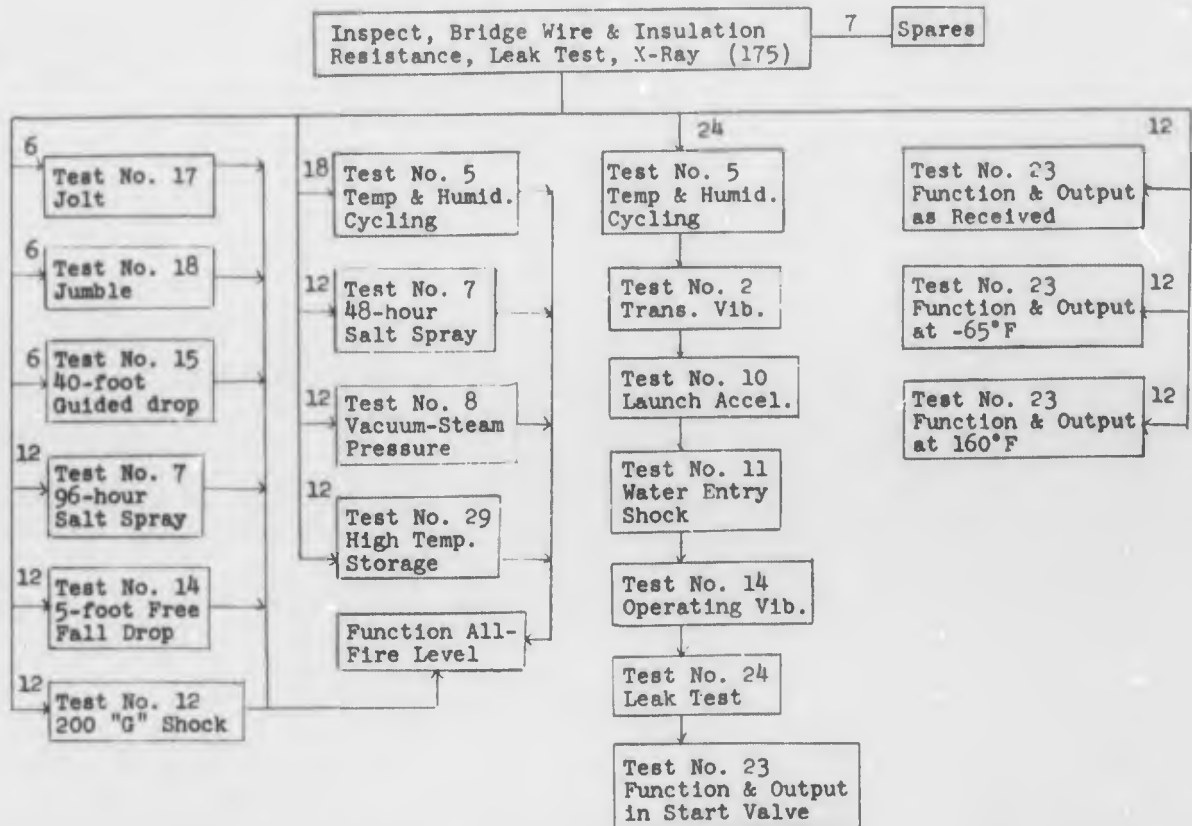 Inspect, Bridge Wire & Insulation
Resistance, Leak Test, X-Ray (175)
7
Spares
6
Test No. 17
Jolt
6
Test No. 18
Jumble
6
Test No. 15
40-foot
Guided drop
12
Test No. 7
96-hour
Salt Spray
12
Test No. 14
5-foot Free
Fall Drop
12
Test No. 12
200 "G" Shock
18
Test No. 5
Temp & Humid.
Cycling
12
Test No. 7
48-hour
Salt Spray
12
Test No. 8
Vacuum-Steam
Pressure
12
Test No. 29
High Temp.
Storage
Function All-
Fire Level
24
Test No. 5
Temp & Humid.
Cycling
Test No. 2
Trans. Vib.
Test No. 10
Launch Accel.
Test No. 11
Water Entry
Shock
Test No. 14
Operating Vib.
Test No. 24
Leak Test
Test No. 23
Function & Output
in Start Valve
12
Test No. 23
Function & Output
as Received
12
Test No. 23
Function & Output
at -65°F
12
Test No. 23
Function & Output
at 160°F